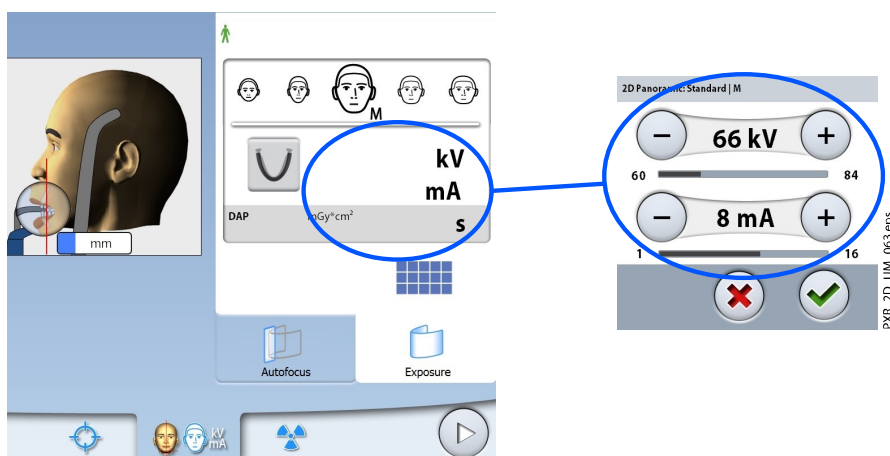 M
kV
mA
DAP mGy*cm²
s
mm
Autofocus
Exposure
kV
mA
2D Panoramic: Standard | M
66 kV
60 84
8 mA
1 16
PXR_2D_UM_063.eps